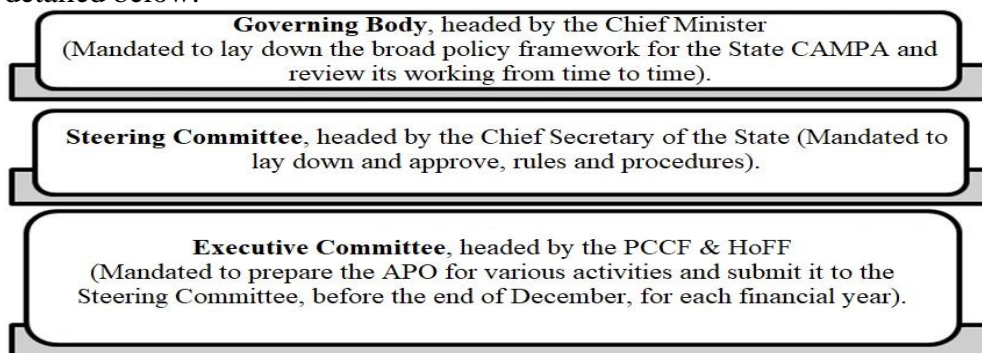 Governing Body, headed by the Chief Minister
(Mandated to lay down the broad policy framework for the State CAMPA and
review its working from time to time).
Steering Committee, headed by the Chief Secretary of the State (Mandated to
lay down and approve, rules and procedures).
Executive Committee, headed by the PCCF & HoFF
(Mandated to prepare the APO for various activities and submit it to the
Steering Committee, before the end of December, for each financial year).